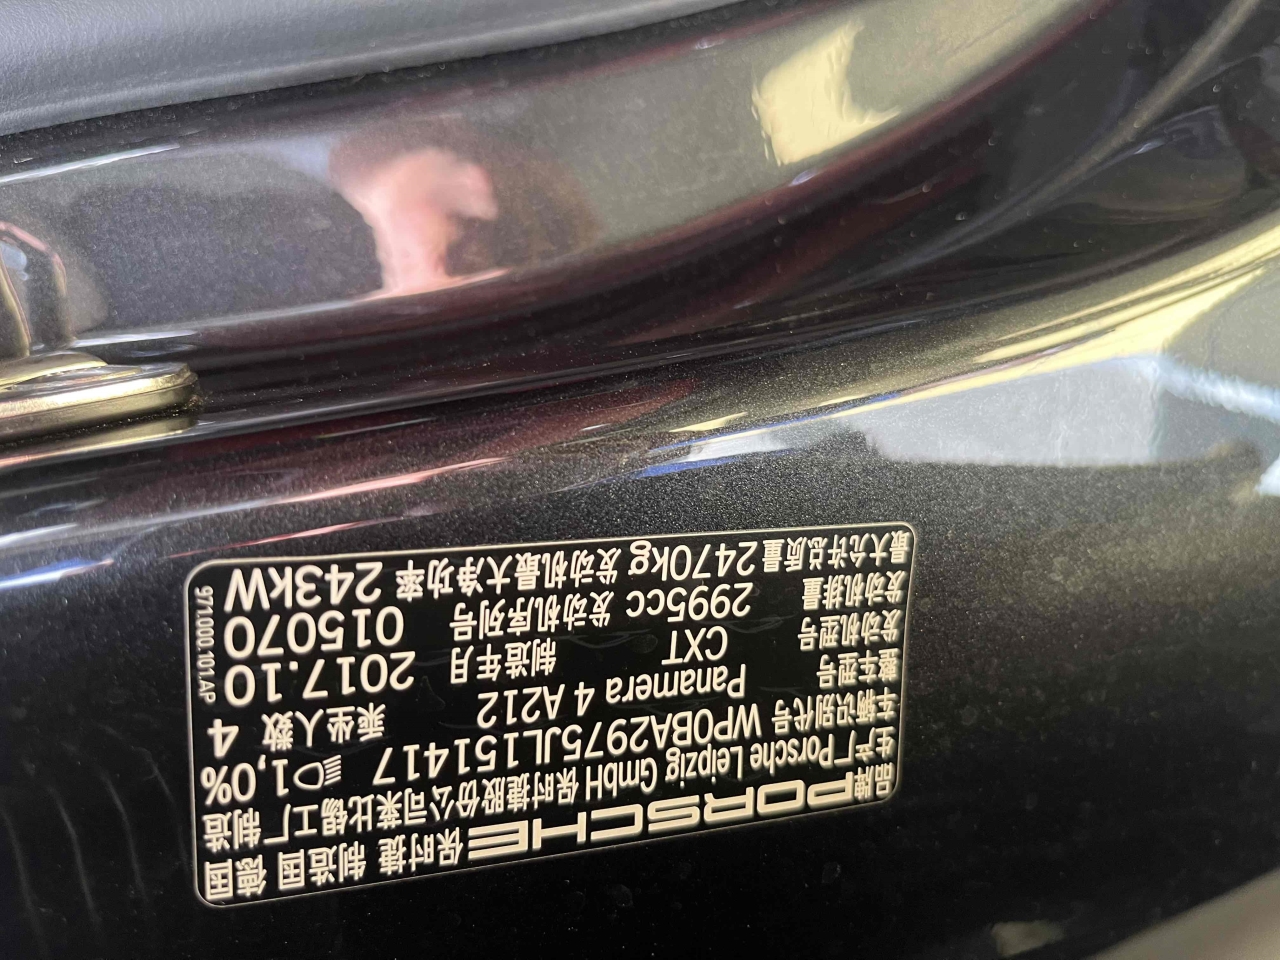 品牌 PORSCHE 保时捷 制造国 德国
生产厂 Porsche Leipzig GmbH 保时捷股份公司莱比锡工厂 制造
车辆识别代号 WP0BA2975JL151417 1,0%
整车型号 Panamera 4 A212 乘坐人数 4
发动机型号 CXT 制造年月 2017.10
发动机排量 2995cc 发动机序列号 015070
最大允许总质量 2470kg 发动机最大净功率 243kW
971.000.101.AP